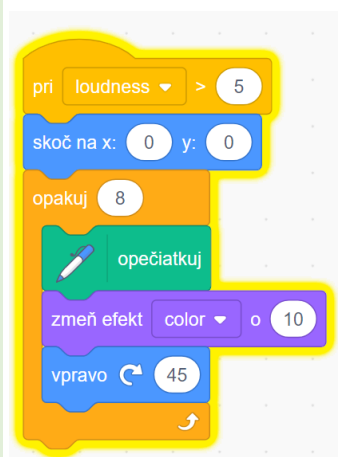 pri loudness > 5
skoč na x: 0 y: 0
opakuj 8
opečiatkuj
zmeň efekt color o 10
vpravo 45